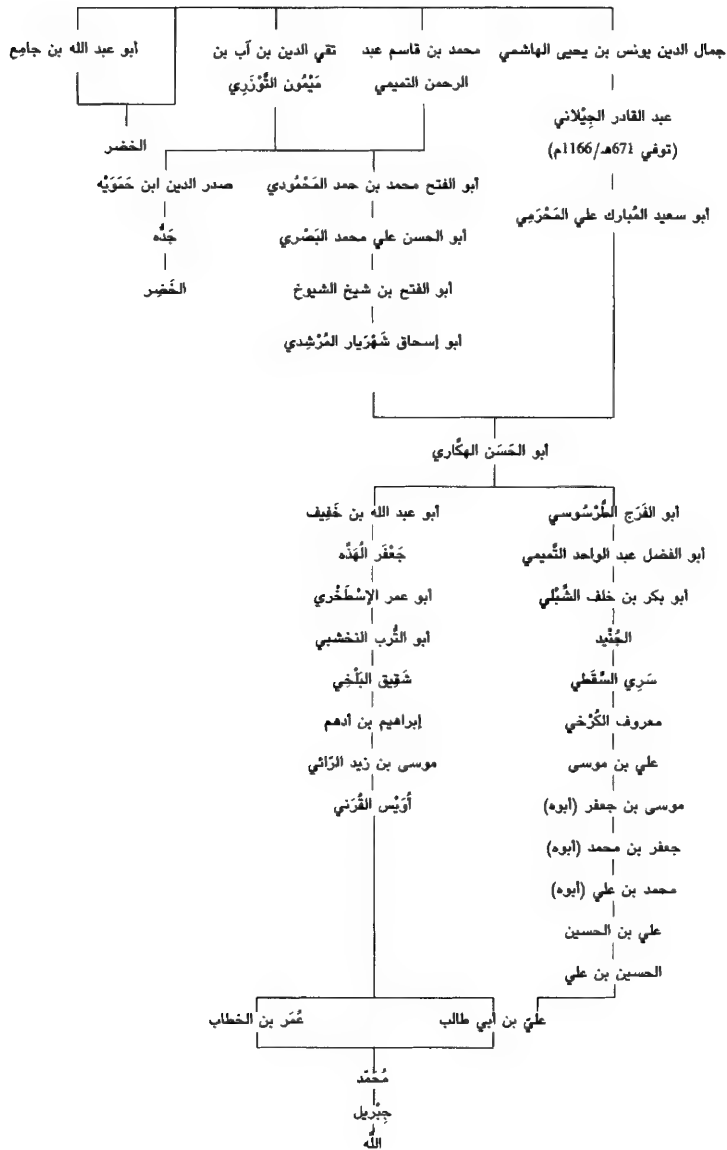 جمال الدين يونس بن يحيى الهاشمي
محمد بن قاسم عبد
الرحمن التميمي
تقي الدين بن آب بن
مَيْمُون التَّوْزَرِي
أبو عبد الله بن جامع
الخضر
عبد القادر الجِيْلاني
(توفي 671هـ/1166م)
أبو سعيد المُبارك علي المَخْرَمِي
أبو الفتح محمد بن حمد المَحْمُودي
أبو الحسن علي محمد البَصْري
أبو الفتح بن شيخ الشيوخ
أبو إسحاق شَهْرَيار المُرْشِدي
صدر الدين ابن حَمَوَيْه
جَدُّه
الخَضِر
أبو الحَسَن الهكَّاري
أبو الفَرَج الطَّرْسُوسي
أبو الفضل عبد الواحد التَّميمي
أبو بكر بن خلف الشِّبْلي
الجُنَيْد
سَرِي السَّقَطي
معروف الكَرْخي
علي بن موسى
موسى بن جعفر (أبوه)
جعفر بن محمد (أبوه)
محمد بن علي (أبوه)
علي بن الحسين
الحسين بن علي
أبو عبد الله بن خَفِيف
جَعْفَر الْهَذَّه
أبو عمر الإسْطَخْري
أبو التُّرب النخشبي
شَقِيق البَلْخِي
إبراهيم بن أدهم
موسى بن زيد الرّائي
أُوَيْس القَرَني
عليّ بن أبي طالب
عُمَر بن الخطاب
مُحَمّد
جِبْرِيل
اللَّه